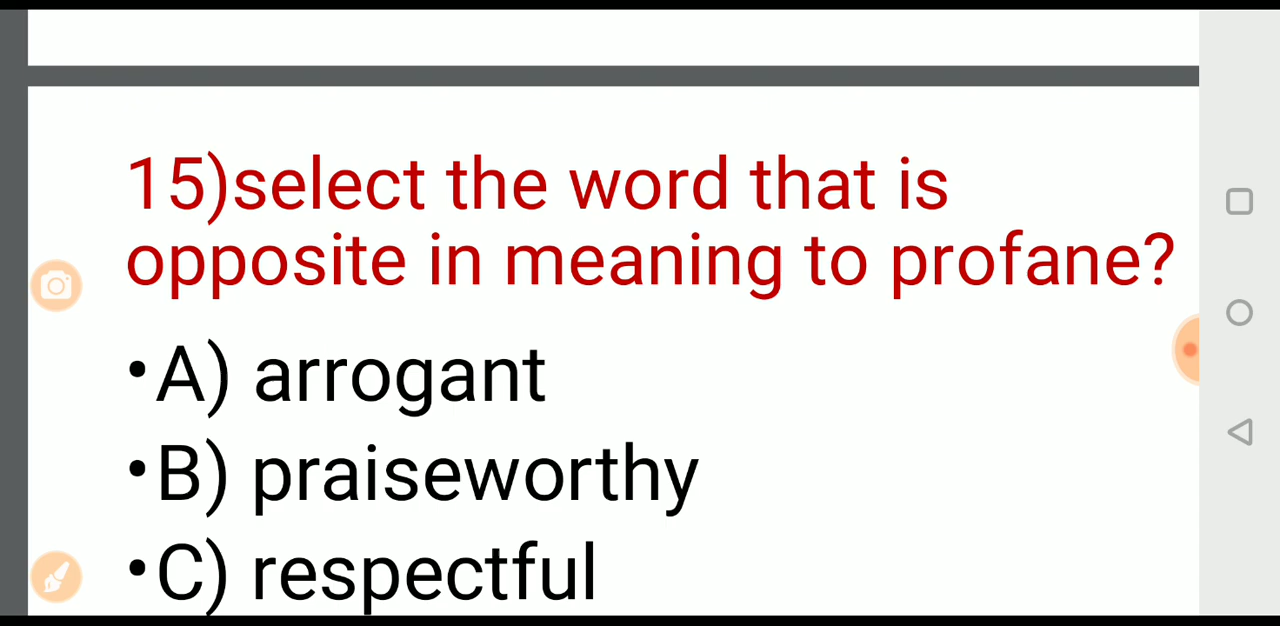 15)select the word that is
opposite in meaning to profane?
•A) arrogant
•B) praiseworthy
•C) respectful